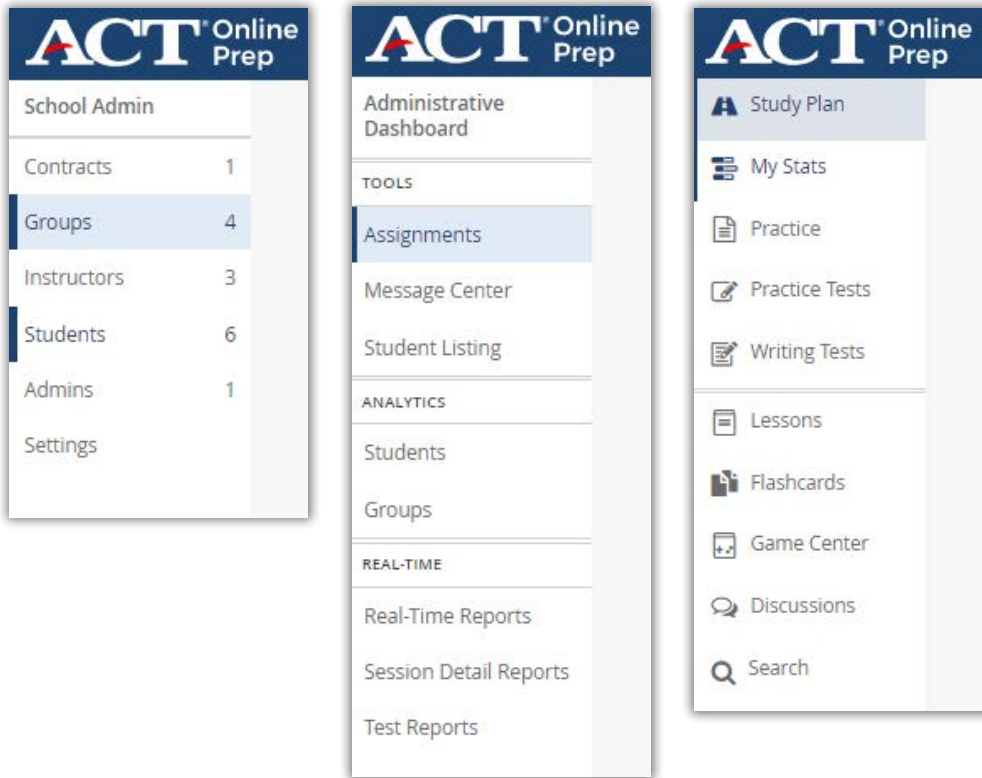 ACT® Online
Prep
School Admin
Contracts 1
Groups 4
Instructors 3
Students 6
Admins 1
Settings
ACT® Online
Prep
Administrative
Dashboard
TOOLS
Assignments
Message Center
Student Listing
ANALYTICS
Students
Groups
REAL-TIME
Real-Time Reports
Session Detail Reports
Test Reports
ACT® Online
Prep
Study Plan
My Stats
Practice
Practice Tests
Writing Tests
Lessons
Flashcards
Game Center
Discussions
Search